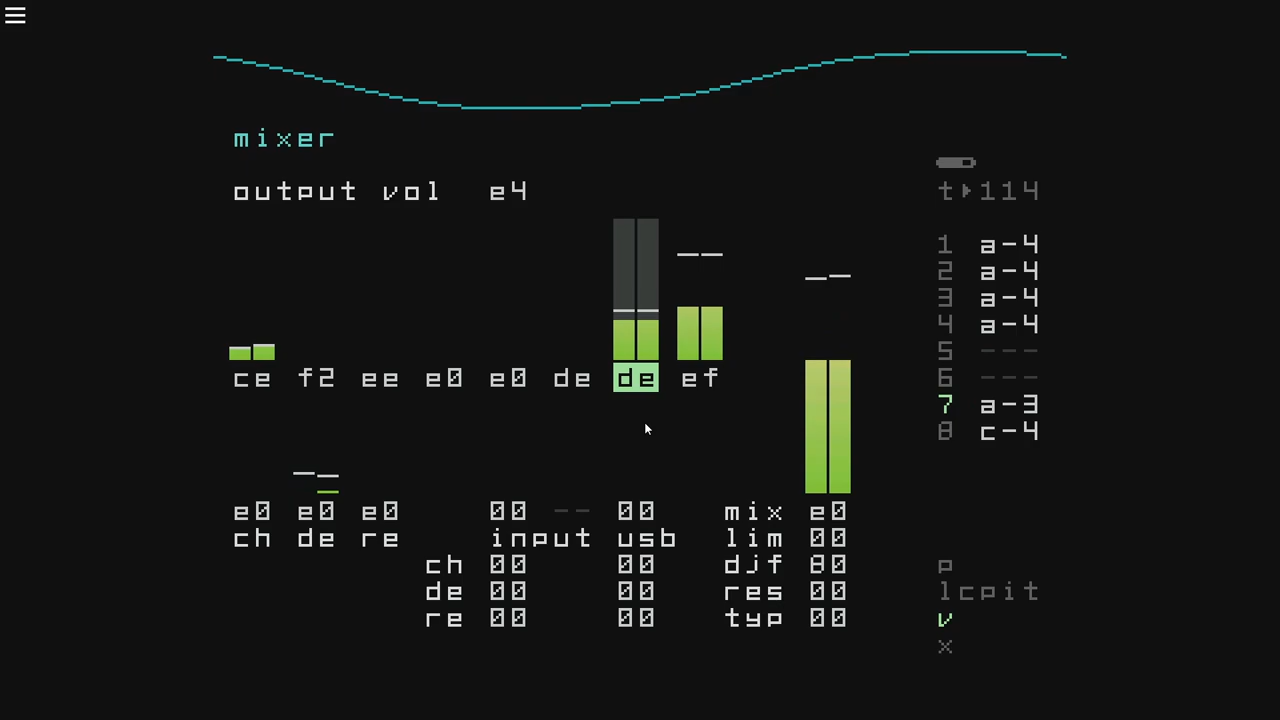 mixer
output vol e4
t▸114
1 a-4
2 a-4
3 a-4
4 a-4
5 ---
6 ---
7 a-3
8 c-4
ce f2 ee e0 e0 de de ef
e0 e0 e0 00 -- 00 mix e0
ch de re input usb lim 00
ch 00 00 djf 80
de 00 00 res 00
re 00 00 typ 00
p
lcpit
v
x